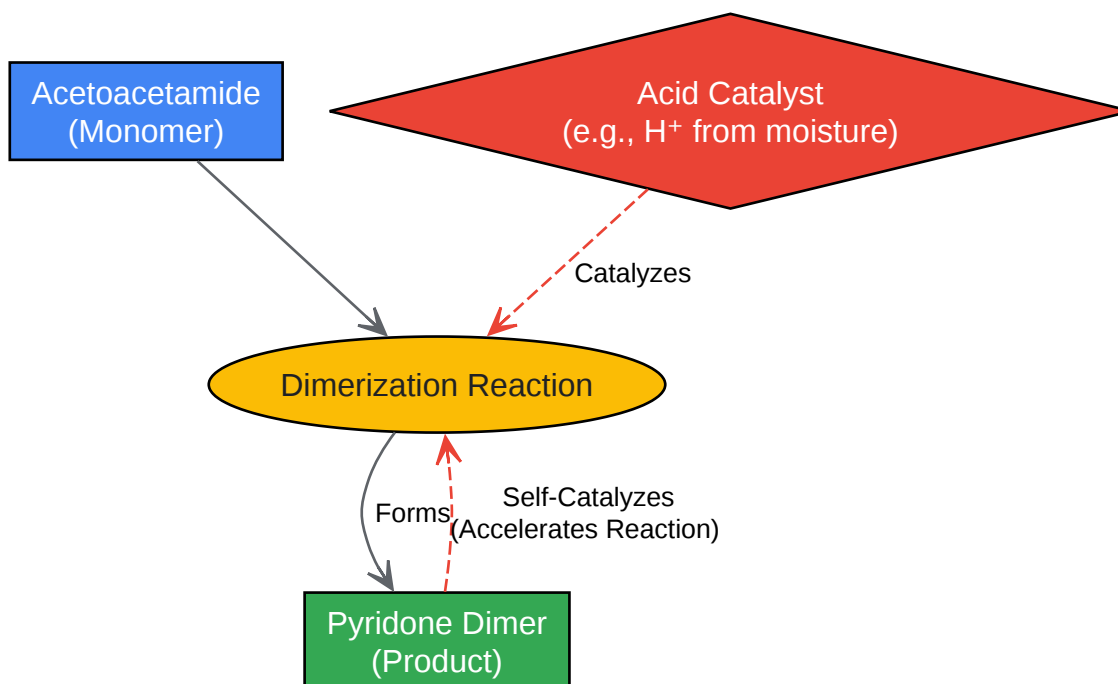 Acetoacetamide
(Monomer)
Acid Catalyst
(e.g., H⁺ from moisture)
Catalyzes
Dimerization Reaction
Forms
Self-Catalyzes
(Accelerates Reaction)
Pyridone Dimer
(Product)